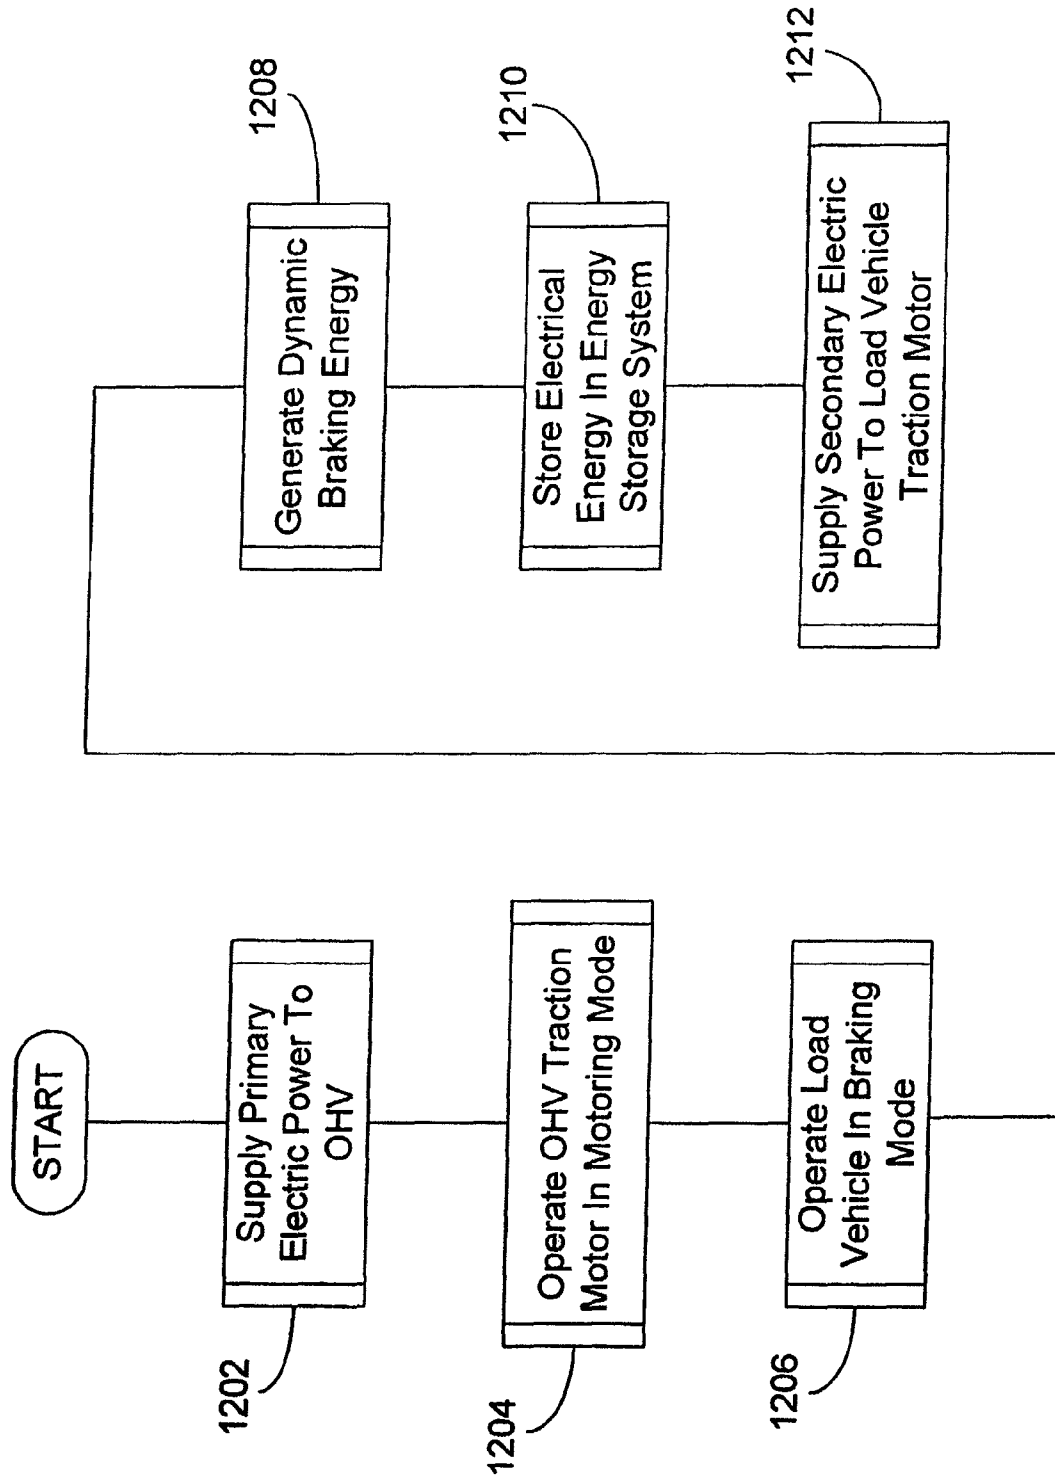 START
1202
Supply Primary
Electric Power To
OHV
1204
Operate OHV Traction
Motor In Motoring Mode
1206
Operate Load
Vehicle In Braking
Mode
1208
Generate Dynamic
Braking Energy
1210
Store Electrical
Energy In Energy
Storage System
1212
Supply Secondary Electric
Power To Load Vehicle
Traction Motor